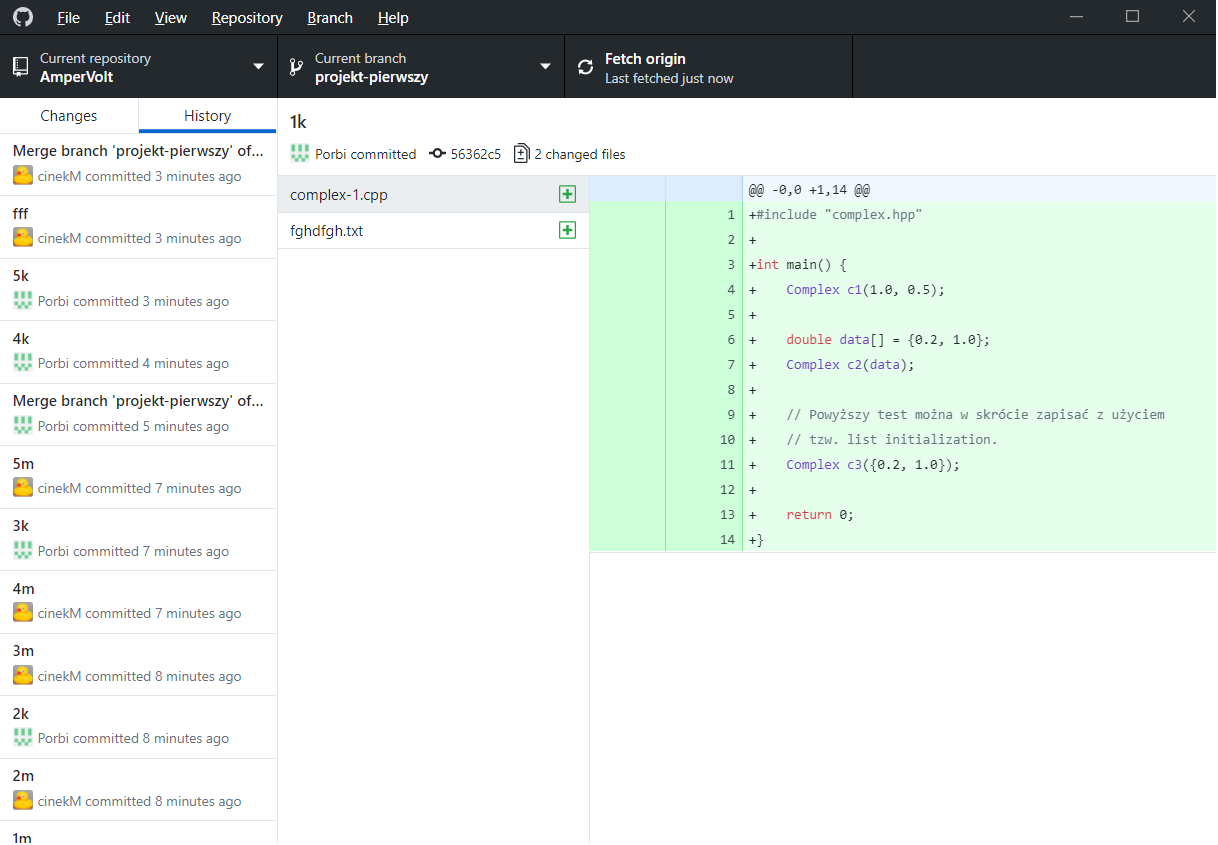 File Edit View Repository Branch Help
Current repository
AmperVolt
Current branch
projekt-pierwszy
Fetch origin
Last fetched just now
Changes History
Merge branch 'projekt-pierwszy' of...
cinekM committed 3 minutes ago
fff
cinekM committed 3 minutes ago
5k
Porbi committed 3 minutes ago
4k
Porbi committed 4 minutes ago
Merge branch 'projekt-pierwszy' of...
Porbi committed 5 minutes ago
5m
cinekM committed 7 minutes ago
3k
Porbi committed 7 minutes ago
4m
cinekM committed 7 minutes ago
3m
cinekM committed 8 minutes ago
2k
Porbi committed 8 minutes ago
2m
cinekM committed 8 minutes ago
1m
1k
Porbi committed 56362c5 2 changed files
complex-1.cpp
fghdfgh.txt
@@ -0,0 +1,14 @@
1 +#include "complex.hpp"
2 +
3 +int main() {
4 +    Complex c1(1.0, 0.5);
5 +
6 +    double data[] = {0.2, 1.0};
7 +    Complex c2(data);
8 +
9 +    // Powyższy test można w skrócie zapisać z użyciem
10 +    // tzw. list initialization.
11 +    Complex c3({0.2, 1.0});
12 +
13 +    return 0;
14 +}